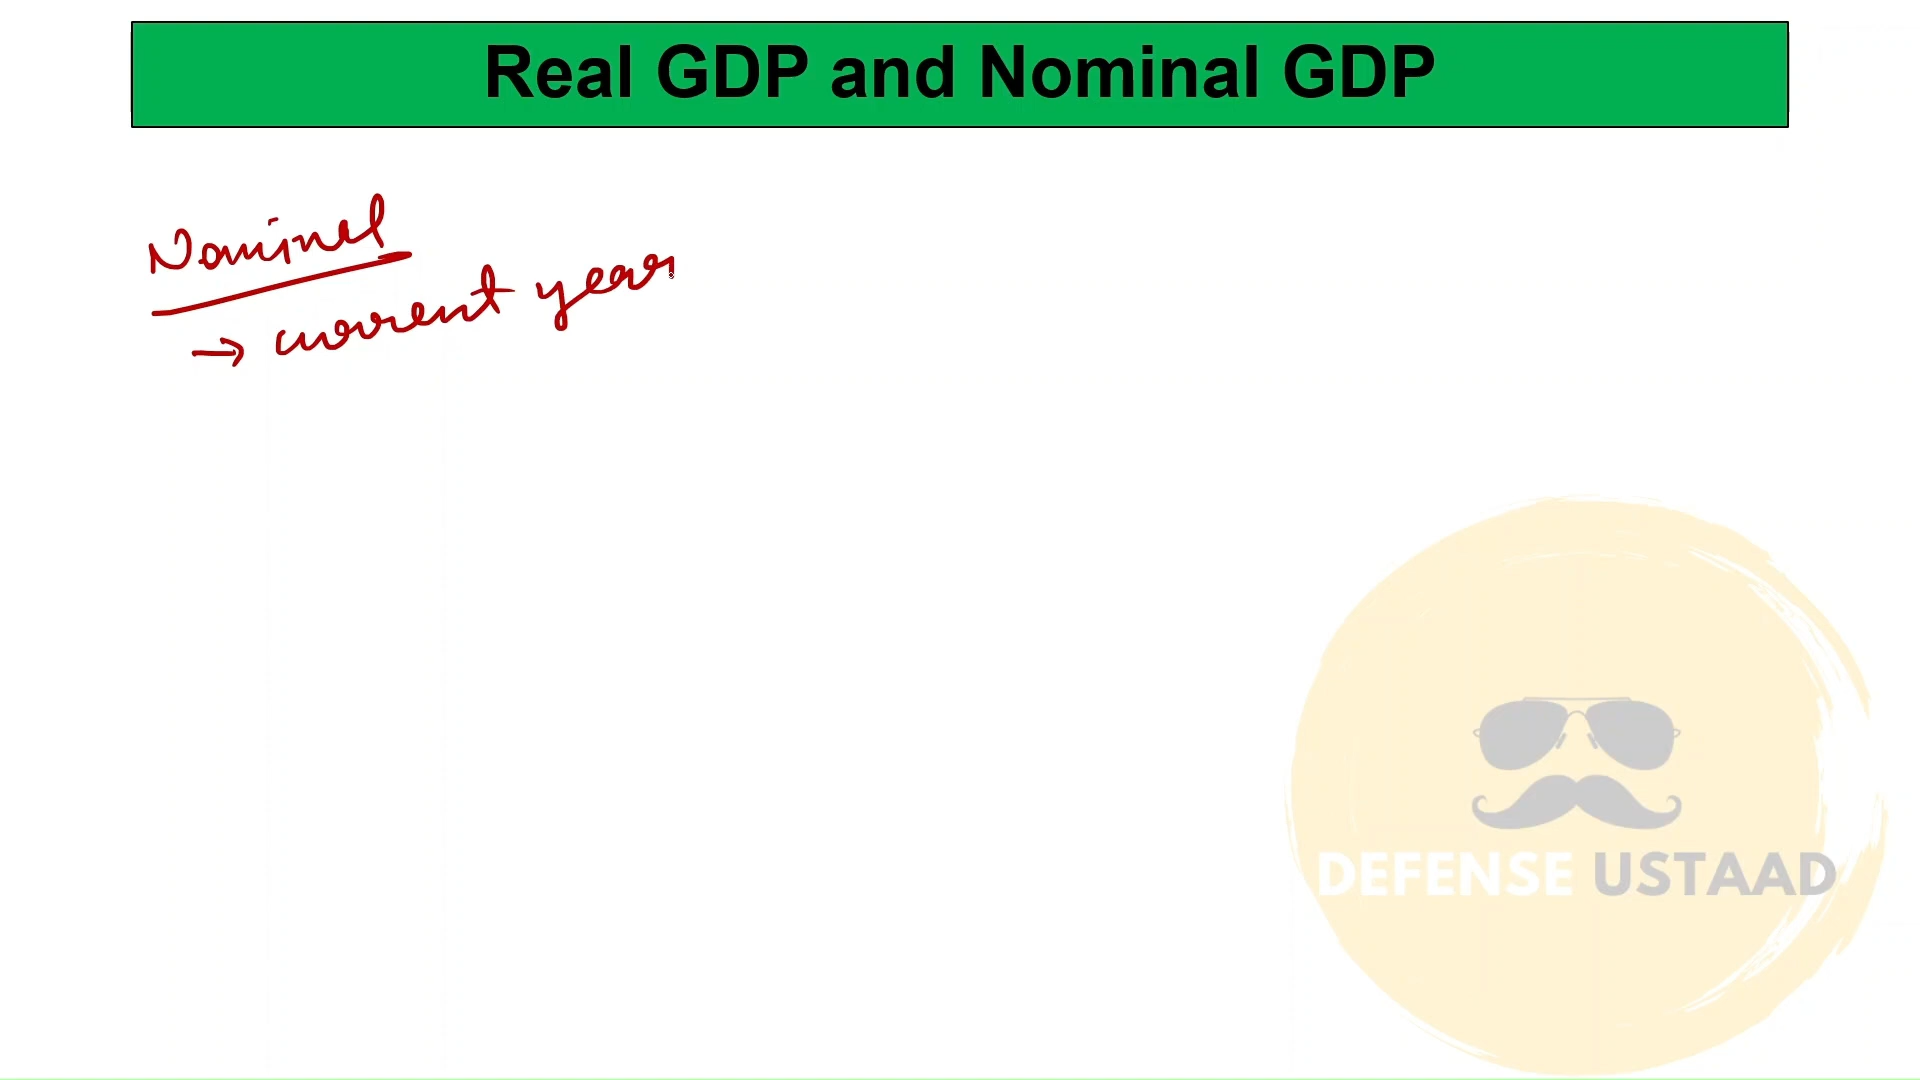 Real GDP and Nominal GDP
Nominal
→ current year
DEFENSE USTAAD